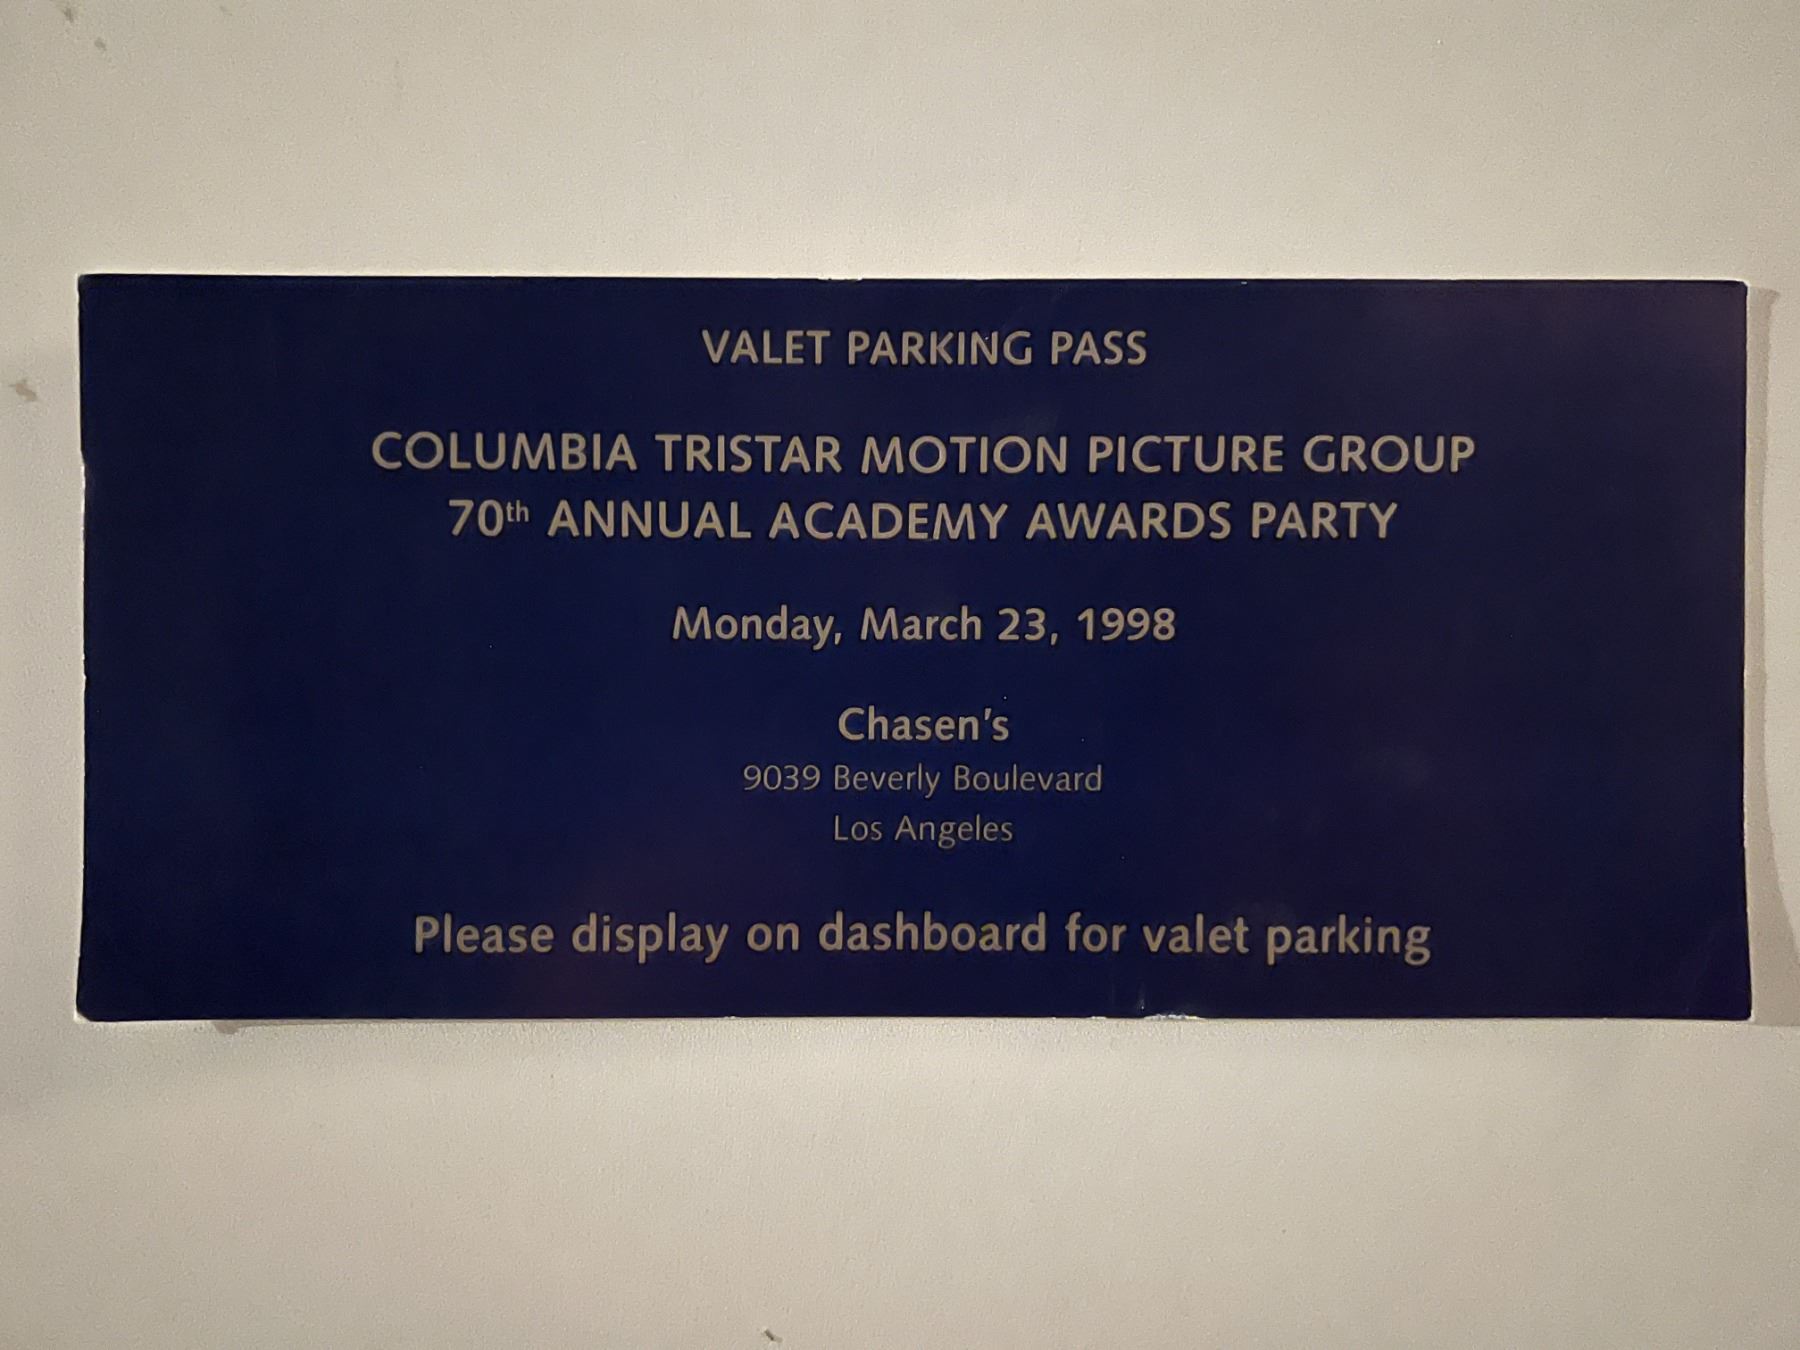 VALET PARKING PASS
COLUMBIA TRISTAR MOTION PICTURE GROUP
70th ANNUAL ACADEMY AWARDS PARTY
Monday, March 23, 1998
Chasen's
9039 Beverly Boulevard
Los Angeles
Please display on dashboard for valet parking